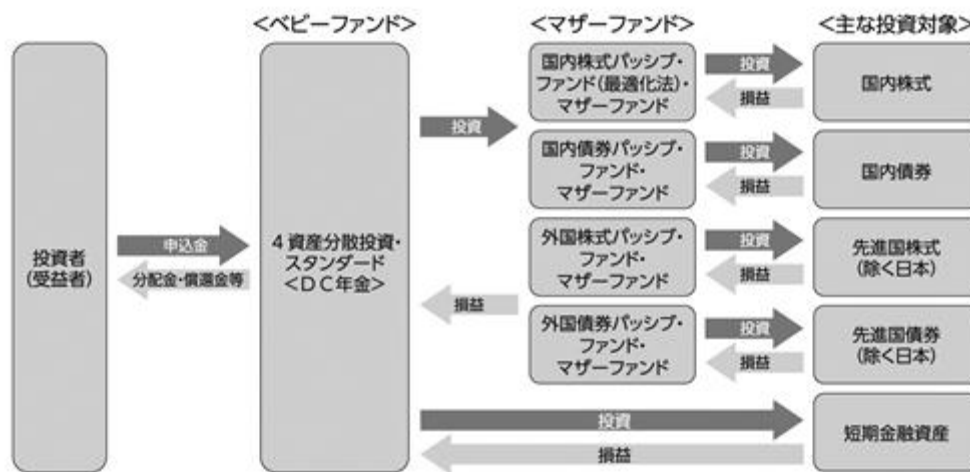 <ベビーファンド>
<マザーファンド>
<主な投資対象>
投資者
(受益者)
申込金
分配金・償還金等
4資産分散投資・
スタンダード
<DC年金>
投資
損益
国内株式パッシブ・
ファンド(最適化法)・
マザーファンド
投資
損益
国内株式
国内債券パッシブ・
ファンド・
マザーファンド
投資
損益
国内債券
外国株式パッシブ・
ファンド・
マザーファンド
投資
損益
先進国株式
(除く日本)
外国債券パッシブ・
ファンド・
マザーファンド
投資
損益
先進国債券
(除く日本)
投資
損益
短期金融資産